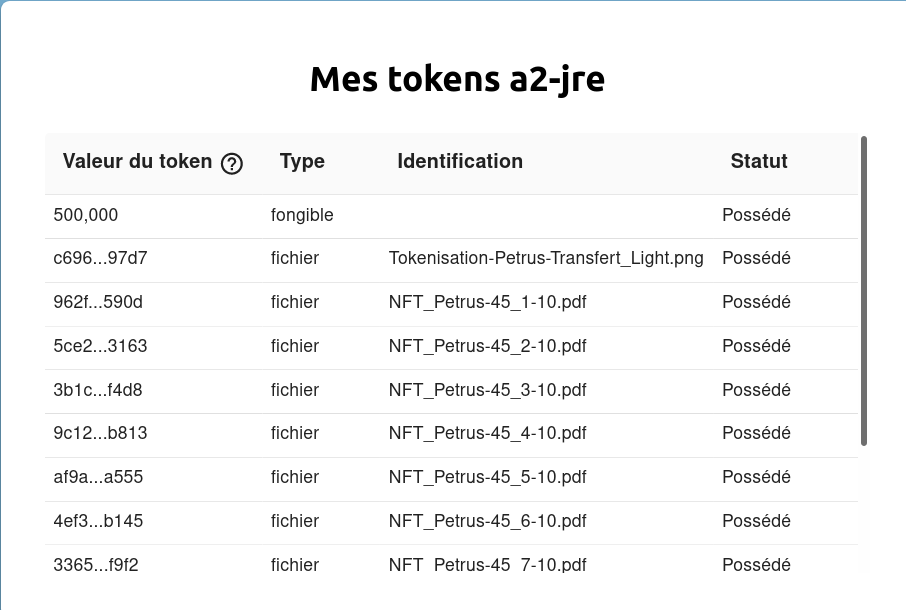 Mes tokens a2-jre
Valeur du token ? Type Identification Statut
500,000 fongible Possédé
c696...97d7 fichier Tokenisation-Petrus-Transfert_Light.png Possédé
962f...590d fichier NFT_Petrus-45_1-10.pdf Possédé
5ce2...3163 fichier NFT_Petrus-45_2-10.pdf Possédé
3b1c...f4d8 fichier NFT_Petrus-45_3-10.pdf Possédé
9c12...b813 fichier NFT_Petrus-45_4-10.pdf Possédé
af9a...a555 fichier NFT_Petrus-45_5-10.pdf Possédé
4ef3...b145 fichier NFT_Petrus-45_6-10.pdf Possédé
3365...f9f2 fichier NFT_Petrus-45_7-10.pdf Possédé